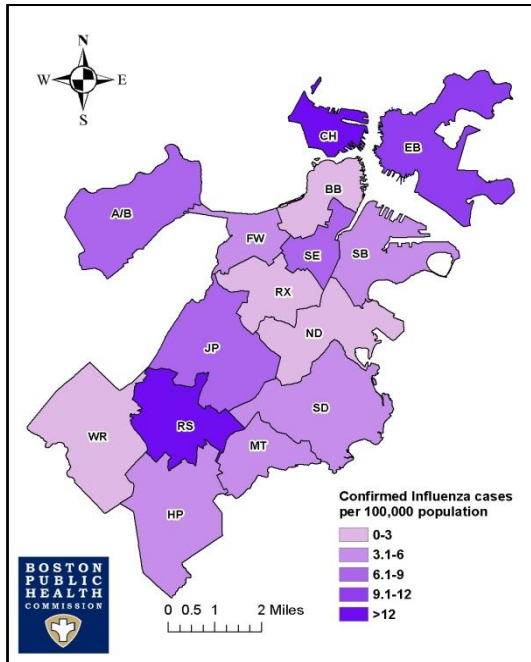 N
W E
S
CH
EB
BB
A/B
FW
SE
SB
RX
ND
JP
SD
RS
WR
MT
HP
Confirmed Influenza cases
per 100,000 population
0-3
3.1-6
6.1-9
9.1-12
>12
BOSTON
PUBLIC
HEALTH
COMMISSION
0 0.5 1 2 Miles